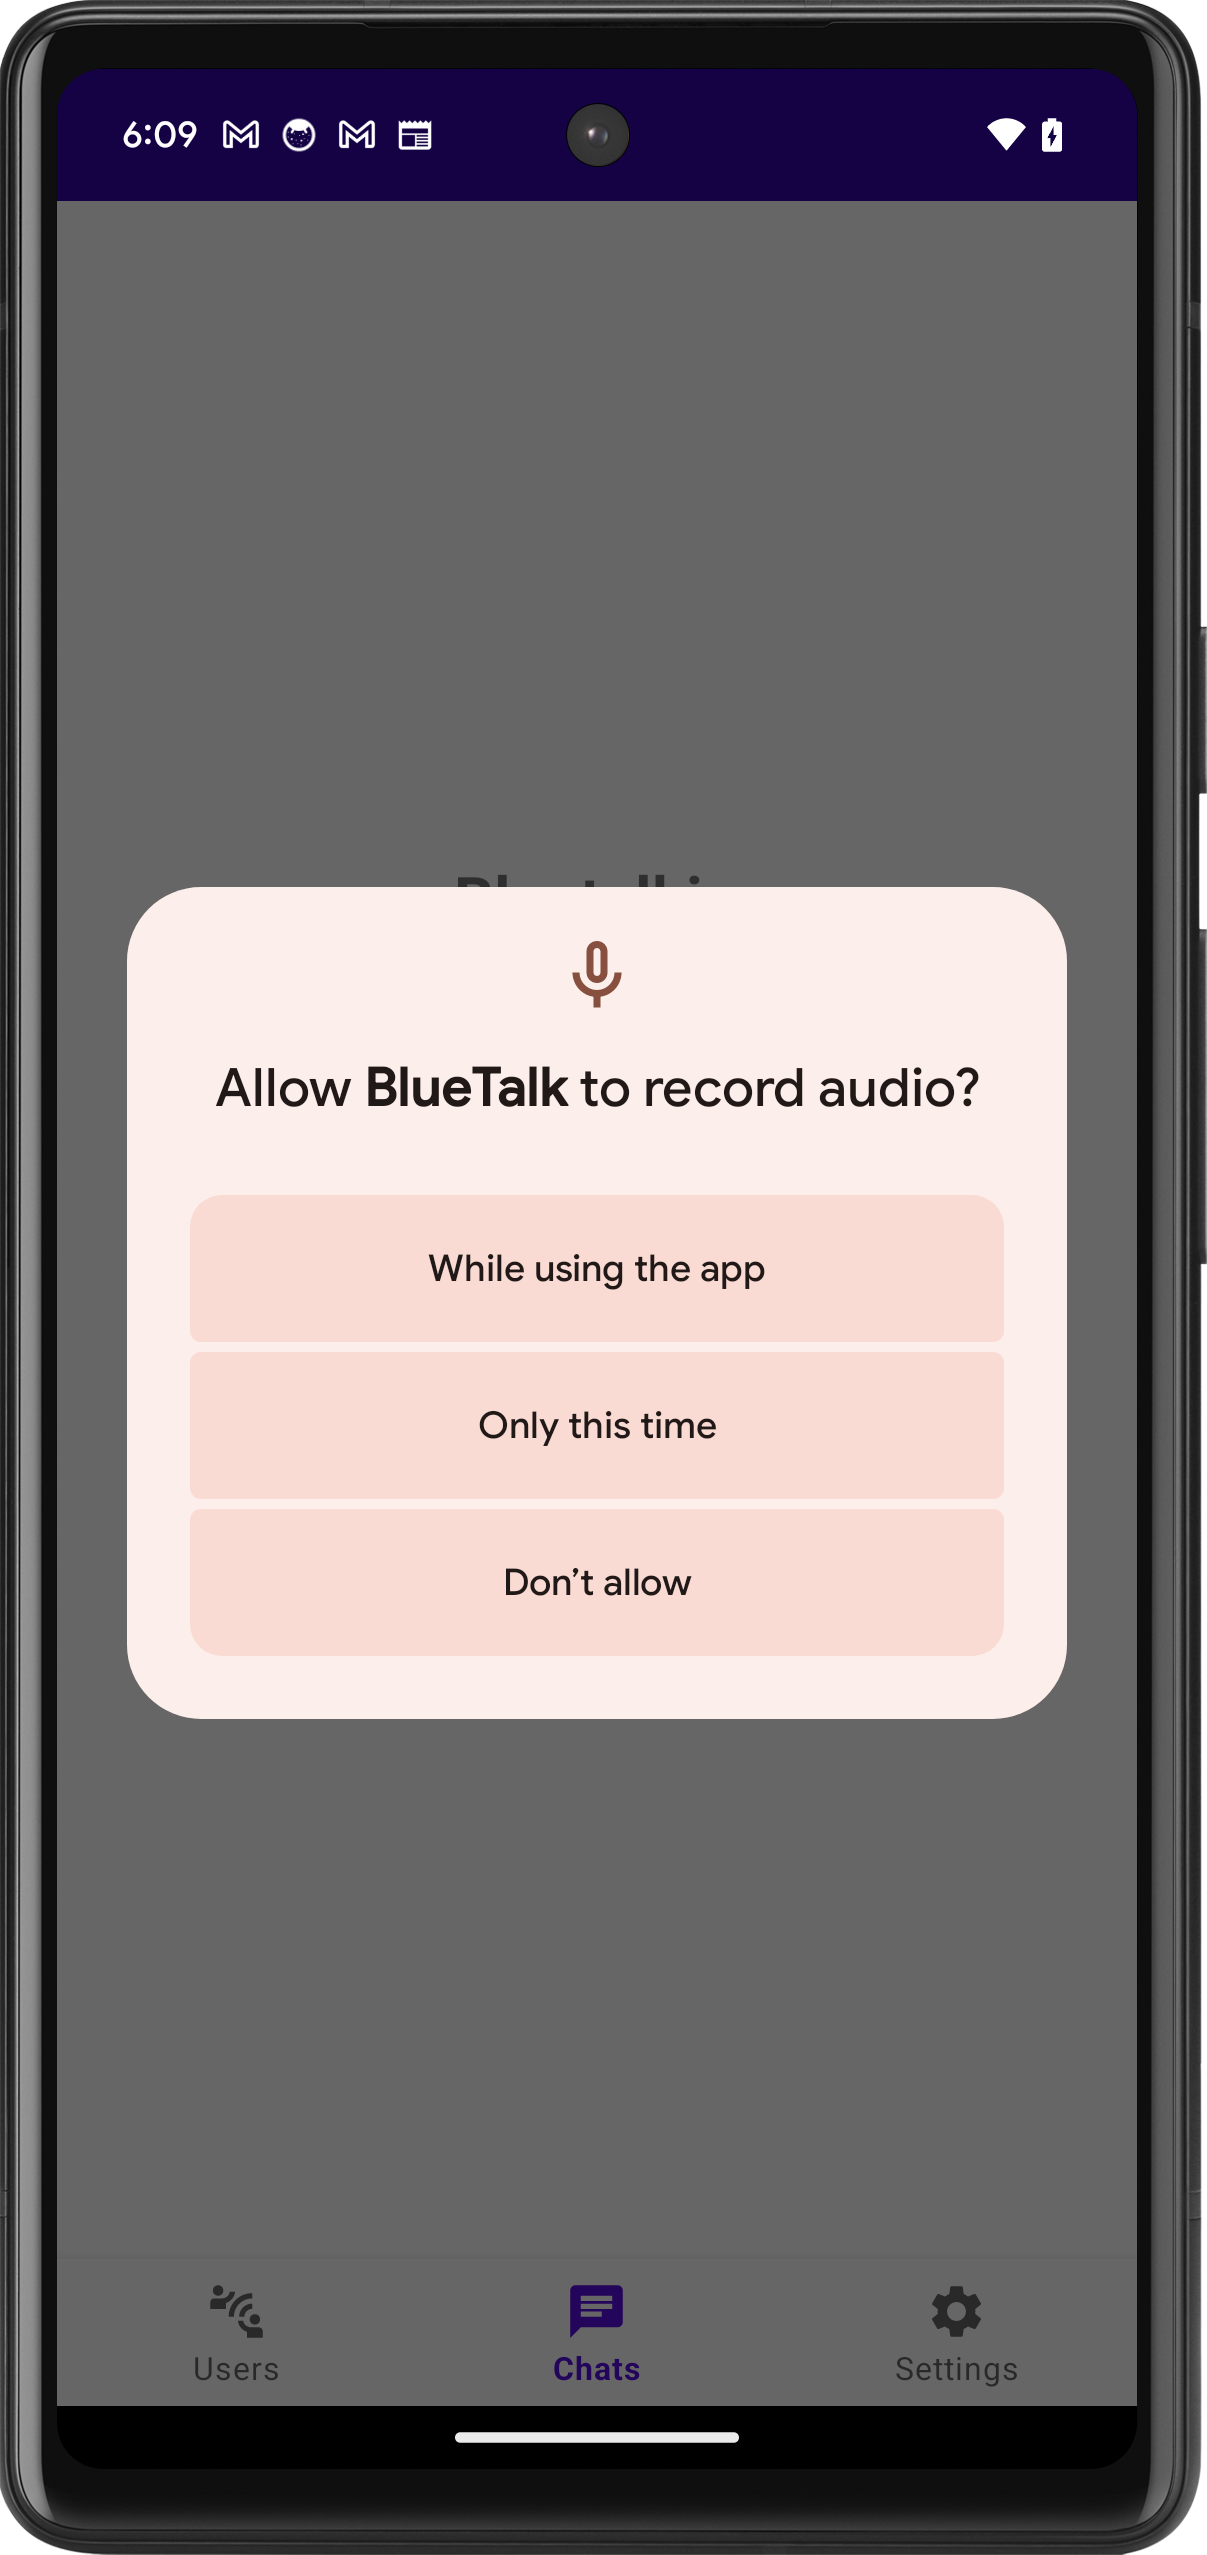 6:09
Allow BlueTalk to record audio?
While using the app
Only this time
Don’t allow
Users
Chats
Settings